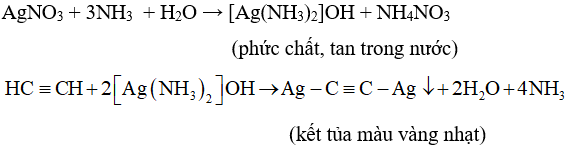 AgNO3 + 3NH3 + H2O → [Ag(NH3)2]OH + NH4NO3
(phức chất, tan trong nước)
HC ≡ CH + 2[Ag(NH3)2]OH → Ag − C ≡ C − Ag ↓ + 2H2O + 4NH3
(kết tủa màu vàng nhạt)